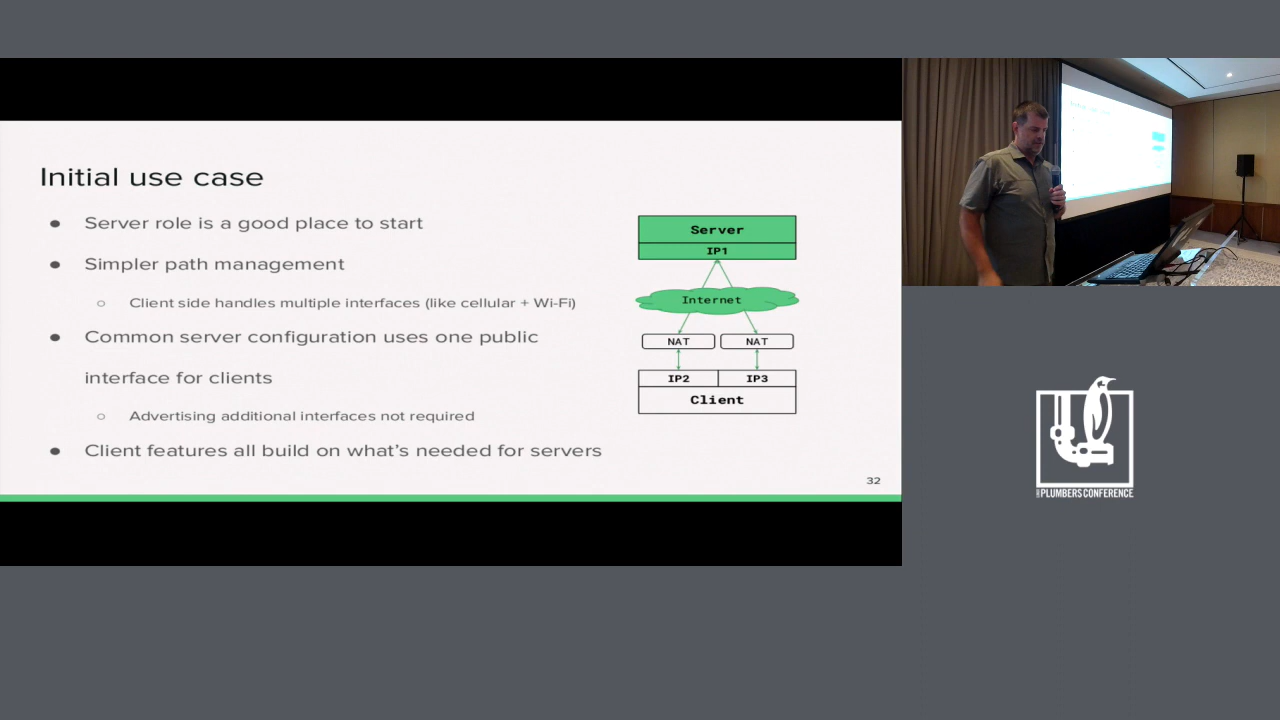 Initial use case
● Server role is a good place to start
● Simpler path management
○ Client side handles multiple interfaces (like cellular + Wi-Fi)
● Common server configuration uses one public
interface for clients
○ Advertising additional interfaces not required
● Client features all build on what's needed for servers
Server
IP1
Internet
NAT NAT
IP2 IP3
Client
32
PLUMBERS CONFERENCE